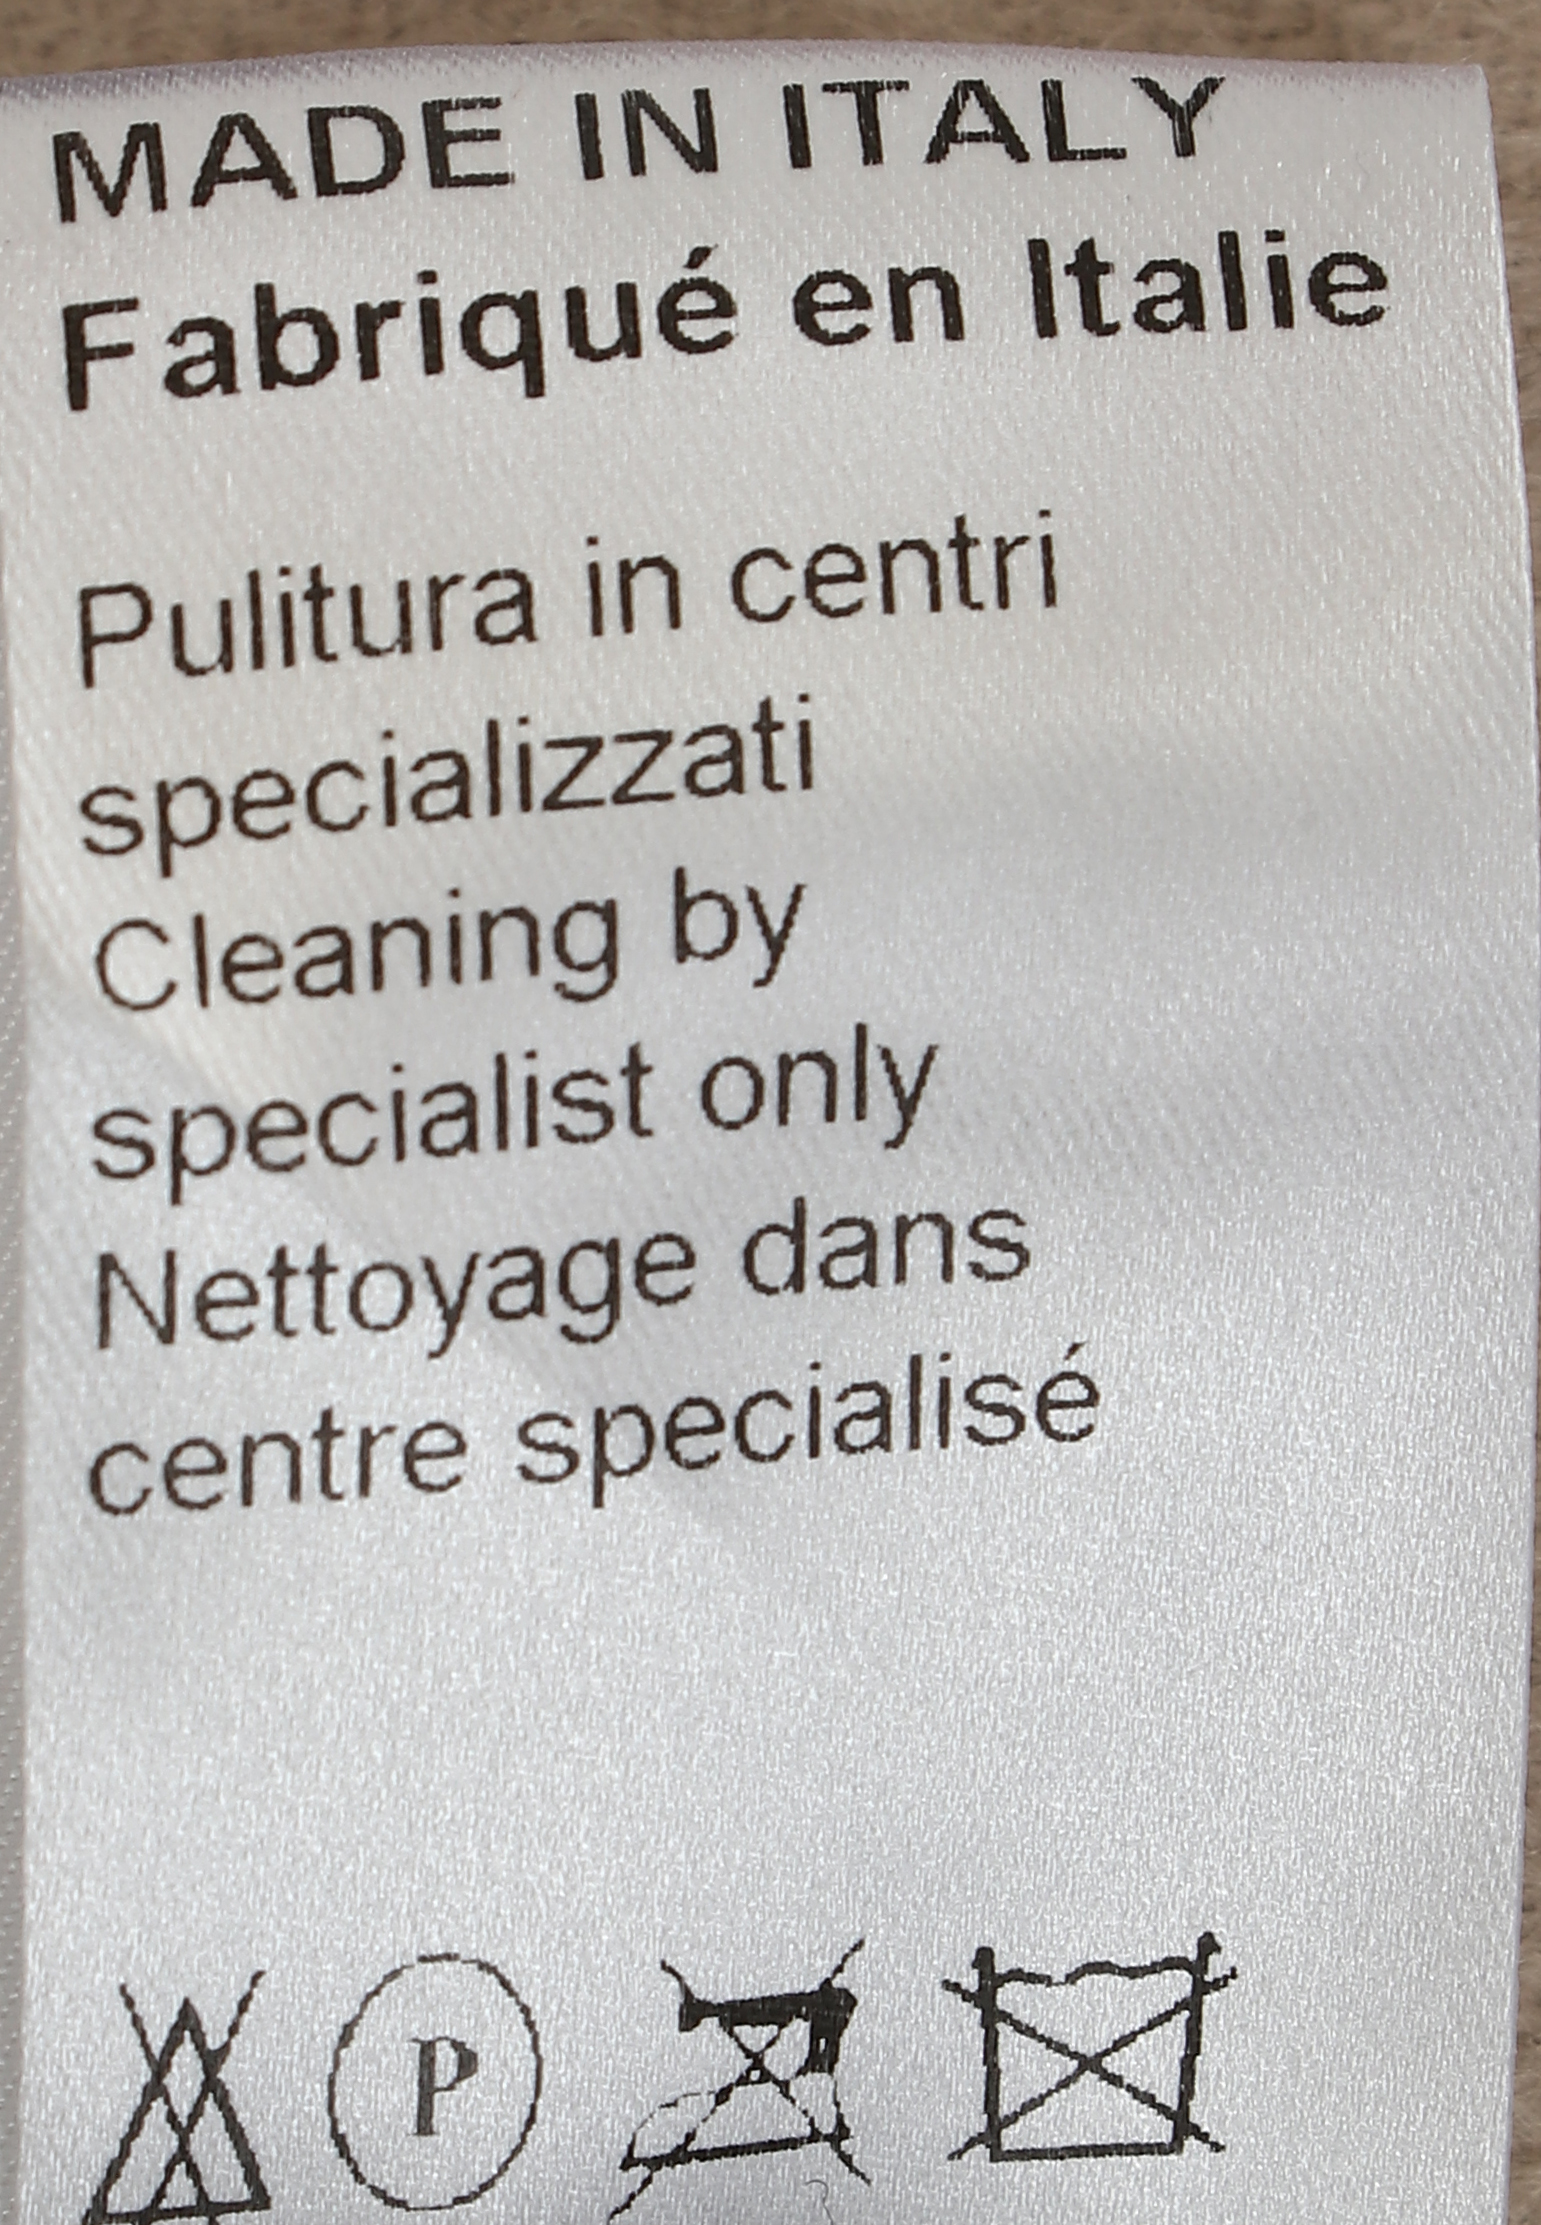 MADE IN ITALY
Fabriqué en Italie
Pulitura in centri
specializzati
Cleaning by
specialist only
Nettoyage dans
centre specialisé
P